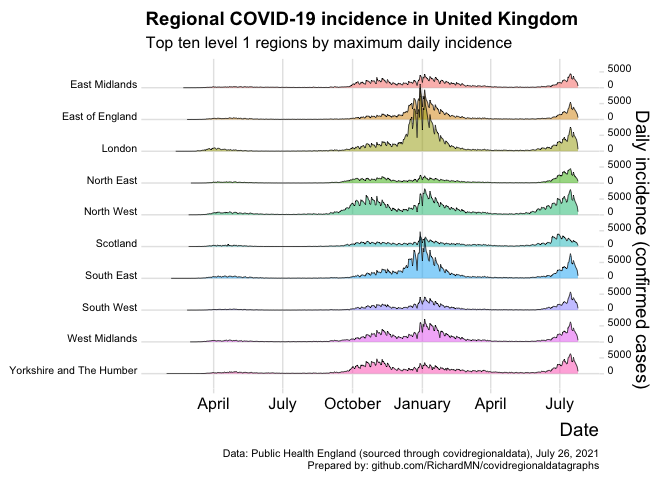 Regional COVID-19 incidence in United Kingdom
Top ten level 1 regions by maximum daily incidence
East Midlands
5000
0
East of England
5000
0
London
5000
0
North East
5000
0
North West
5000
0
Scotland
5000
0
South East
5000
0
South West
5000
0
West Midlands
5000
0
Yorkshire and The Humber
5000
0
Daily incidence (confirmed cases)
April July October January April July
Date
Data: Public Health England (sourced through covidregionaldata), July 26, 2021
Prepared by: github.com/RichardMN/covidregionaldatagraphs